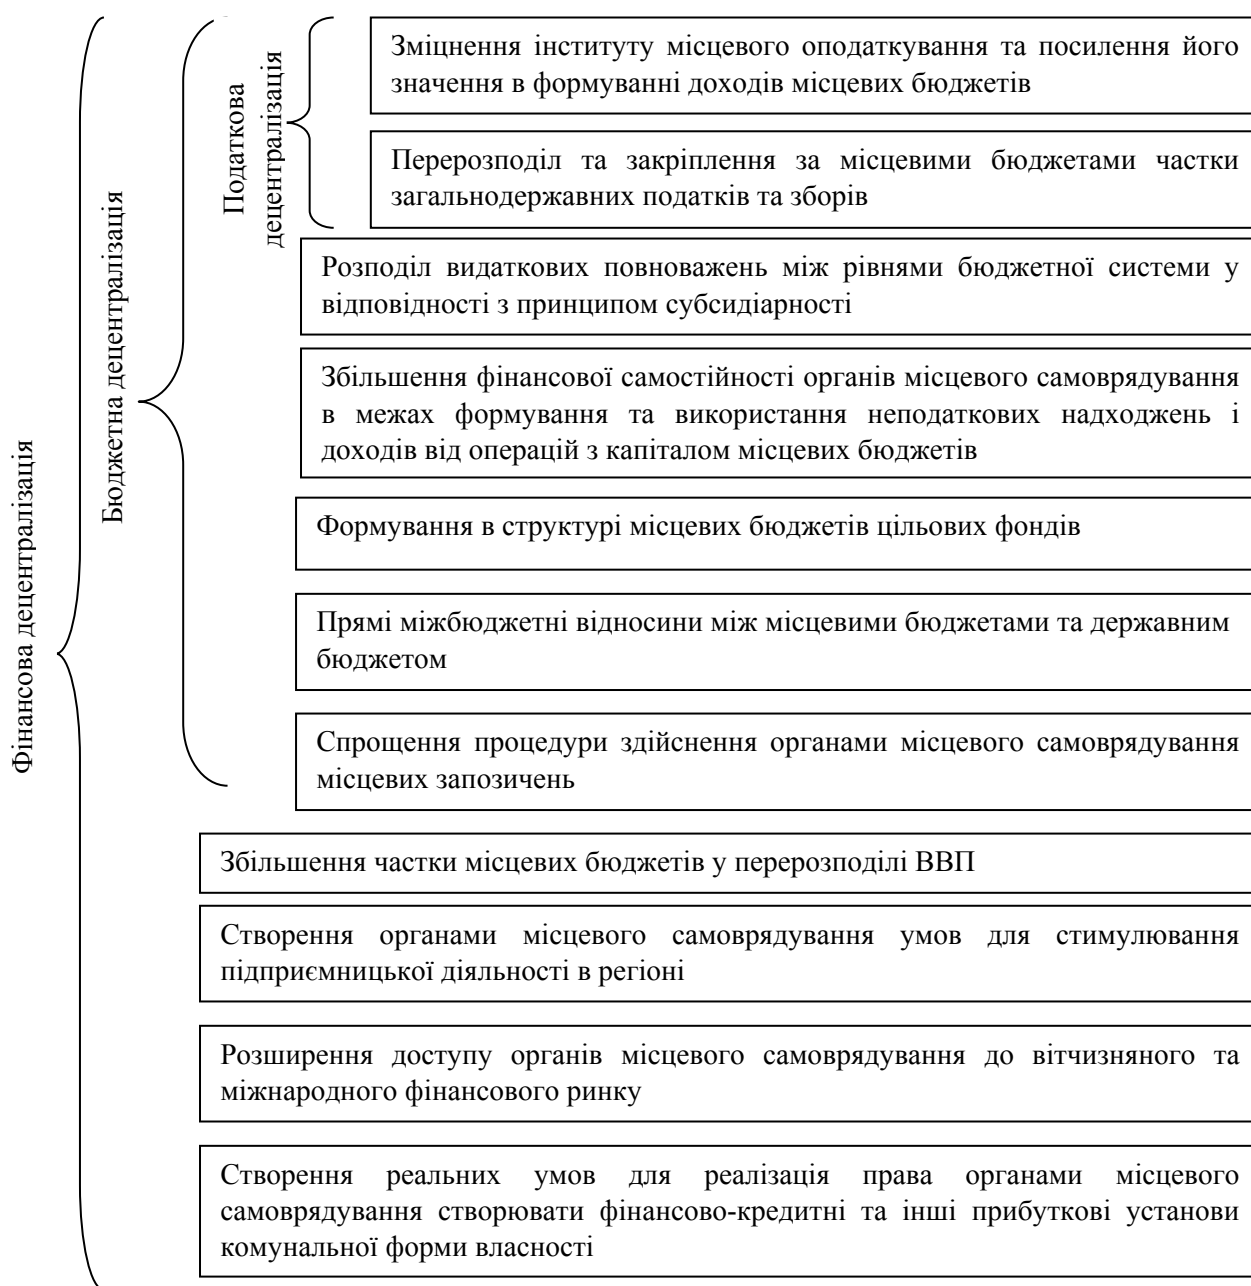 Фінансова децентралізація
Бюджетна децентралізація
Податкова
децентралізація
Зміцнення інституту місцевого оподаткування та посилення його
значення в формуванні доходів місцевих бюджетів
Перерозподіл та закріплення за місцевими бюджетами частки
загальнодержавних податків та зборів
Розподіл видаткових повноважень між рівнями бюджетної системи у
відповідності з принципом субсидіарності
Збільшення фінансової самостійності органів місцевого самоврядування
в межах формування та використання неподаткових надходжень і
доходів від операцій з капіталом місцевих бюджетів
Формування в структурі місцевих бюджетів цільових фондів
Прямі міжбюджетні відносини між місцевими бюджетами та державним
бюджетом
Спрощення процедури здійснення органами місцевого самоврядування
місцевих запозичень
Збільшення частки місцевих бюджетів у перерозподілі ВВП
Створення органами місцевого самоврядування умов для стимулювання
підприємницької діяльності в регіоні
Розширення доступу органів місцевого самоврядування до вітчизняного та
міжнародного фінансового ринку
Створення реальних умов для реалізація права органами місцевого
самоврядування створювати фінансово-кредитні та інші прибуткові установи
комунальної форми власності